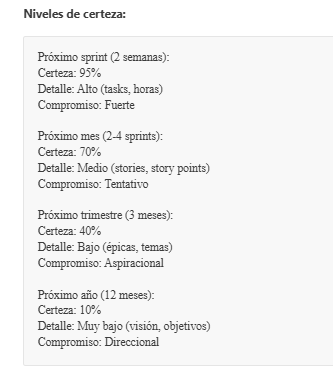 Niveles de certeza:
Próximo sprint (2 semanas):
Certeza: 95%
Detalle: Alto (tasks, horas)
Compromiso: Fuerte
Próximo mes (2-4 sprints):
Certeza: 70%
Detalle: Medio (stories, story points)
Compromiso: Tentativo
Próximo trimestre (3 meses):
Certeza: 40%
Detalle: Bajo (épicas, temas)
Compromiso: Aspiracional
Próximo año (12 meses):
Certeza: 10%
Detalle: Muy bajo (visión, objetivos)
Compromiso: Direccional